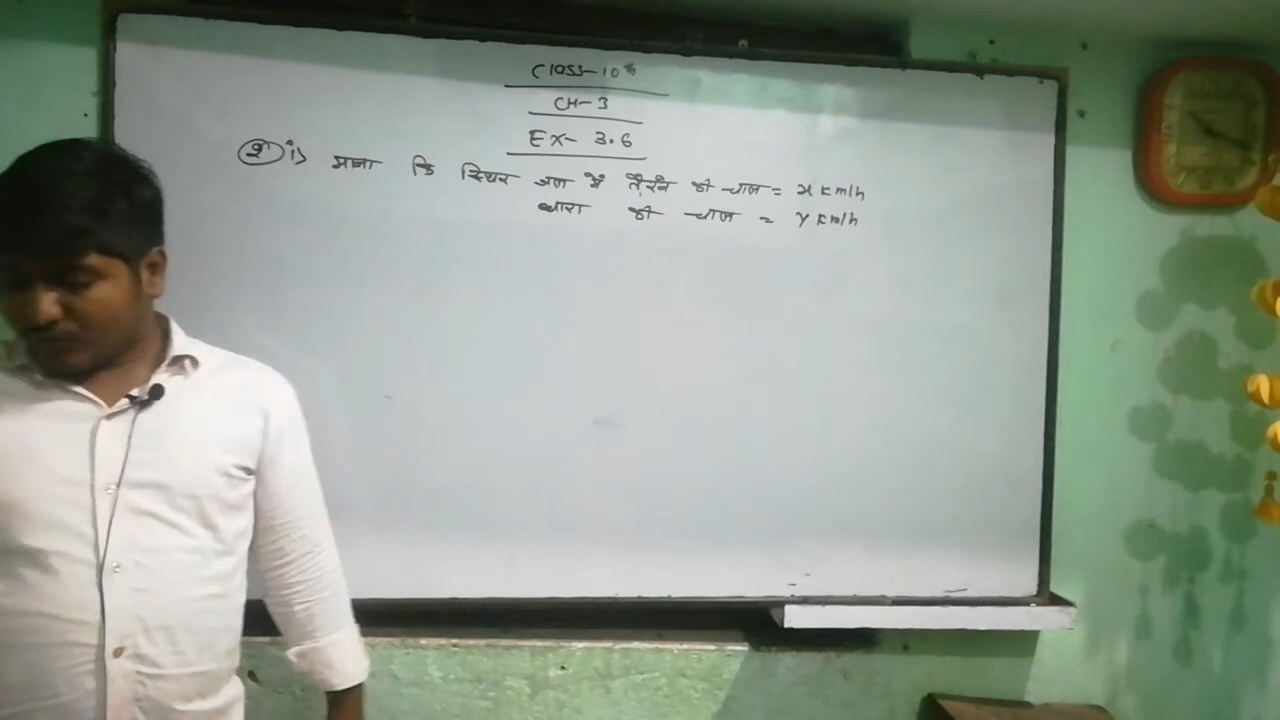 Class-10th
CH-3
Ex- 3.6
2 i> माना कि स्थिर जल में तैरने की चाल = x km/h
धारा की चाल = y km/h